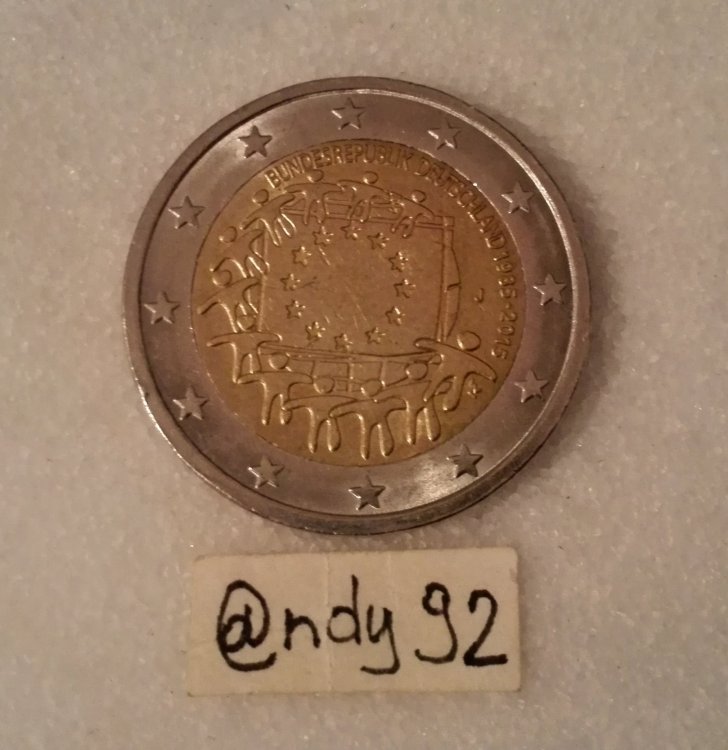 BUNDESREPUBLIK DEUTSCHLAND 1985-2015
J
@ndy 92